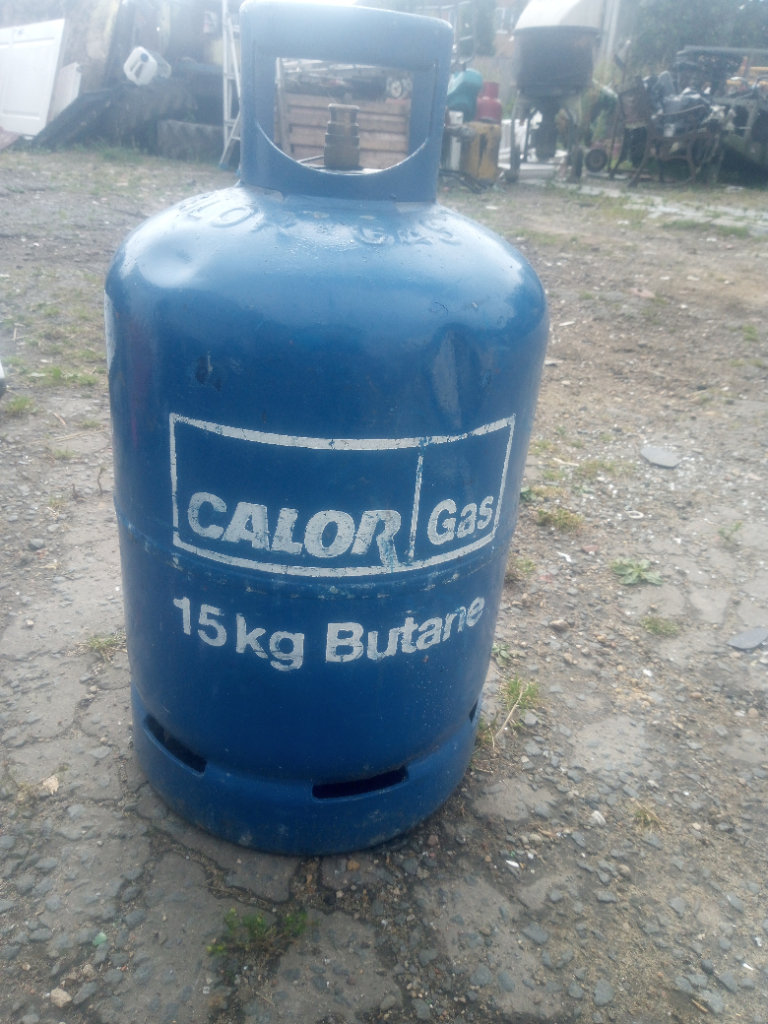 CALOR Gas
15kg Butane